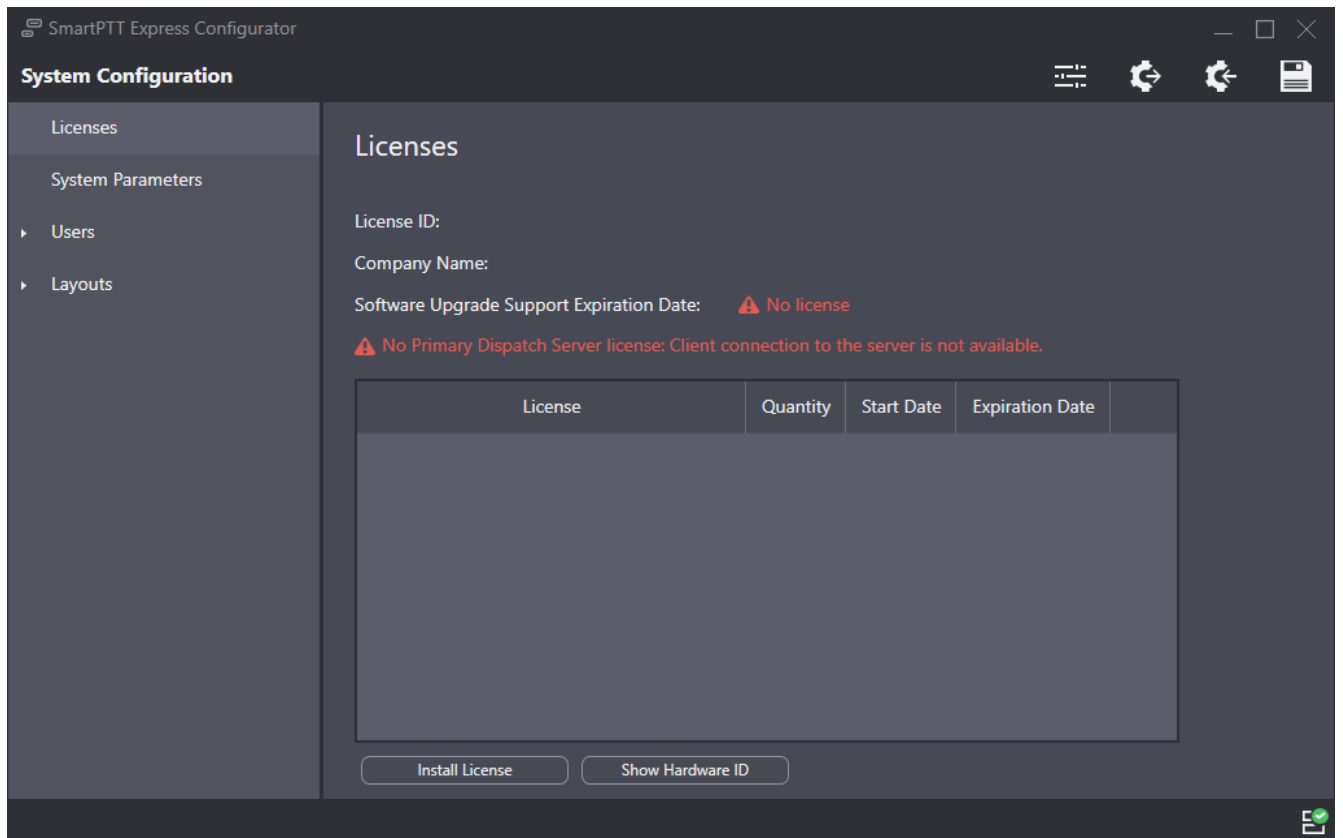 SmartPTT Express Configurator
System Configuration
Licenses
System Parameters
Users
Layouts
Licenses
License ID:
Company Name:
Software Upgrade Support Expiration Date: No license
No Primary Dispatch Server license: Client connection to the server is not available.
License Quantity Start Date Expiration Date
Install License Show Hardware ID